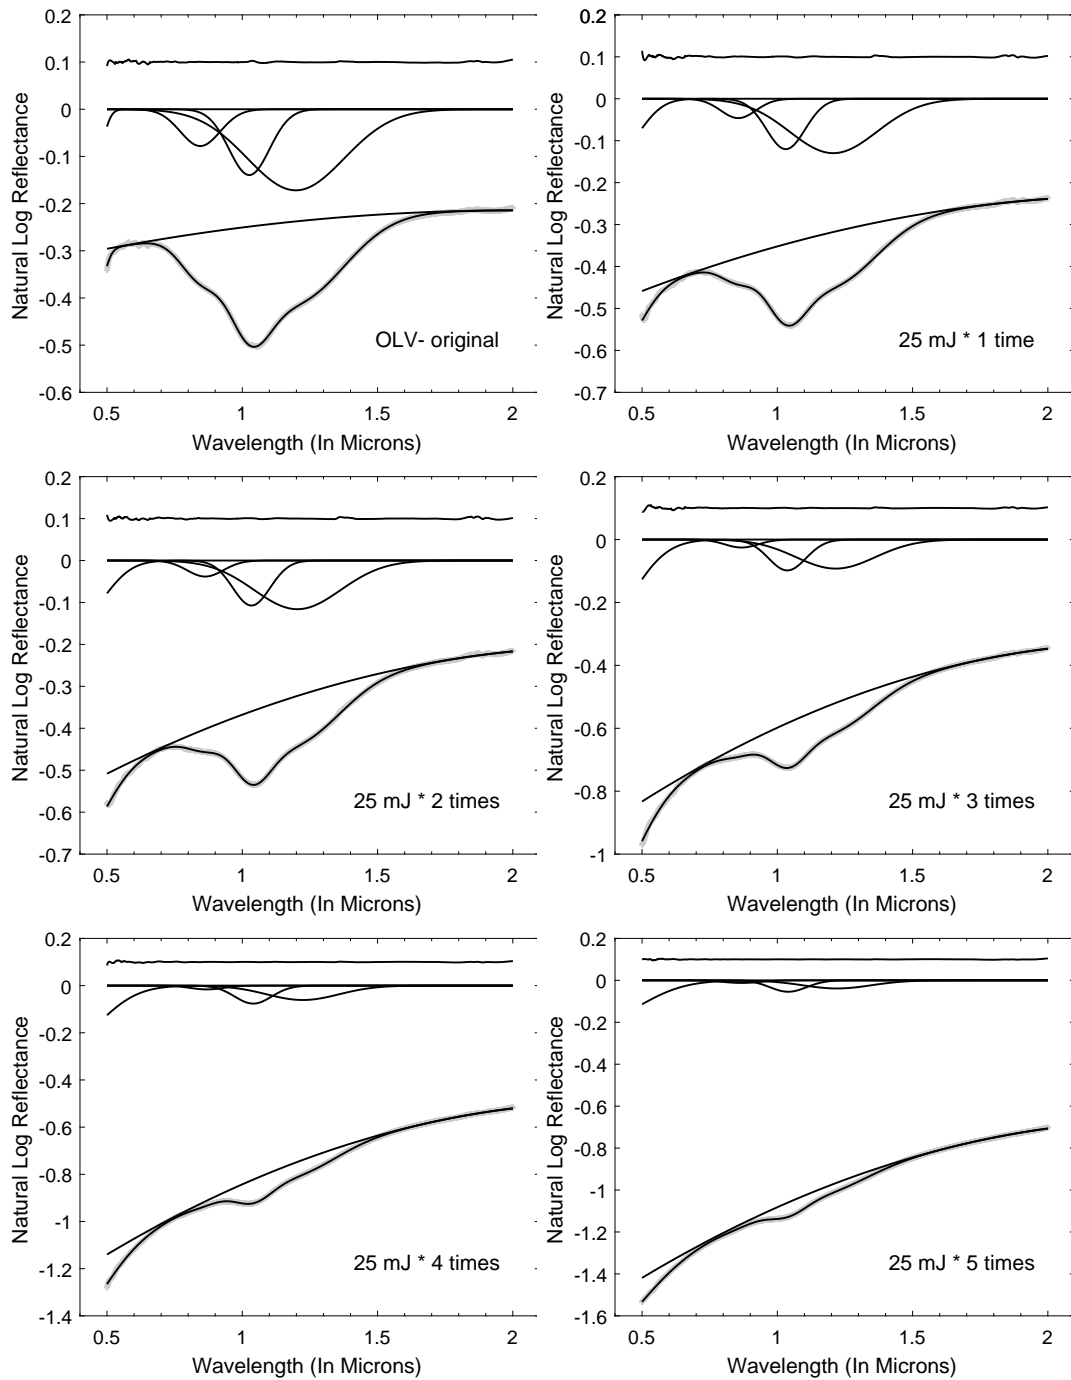 0.2
0.1
0
-0.1
-0.2
-0.3
-0.4
-0.5
-0.6
Natural Log Reflectance
OLV- original
0.5 1 1.5 2
Wavelength (In Microns)
0.2
0.1
0
-0.1
-0.2
-0.3
-0.4
-0.5
-0.6
-0.7
Natural Log Reflectance
25 mJ * 1 time
0.5 1 1.5 2
Wavelength (In Microns)
0.2
0.1
0
-0.1
-0.2
-0.3
-0.4
-0.5
-0.6
-0.7
Natural Log Reflectance
25 mJ * 2 times
0.5 1 1.5 2
Wavelength (In Microns)
0.2
0
-0.2
-0.4
-0.6
-0.8
-1
Natural Log Reflectance
25 mJ * 3 times
0.5 1 1.5 2
Wavelength (In Microns)
0.2
0
-0.2
-0.4
-0.6
-0.8
-1
-1.2
-1.4
Natural Log Reflectance
25 mJ * 4 times
0.5 1 1.5 2
Wavelength (In Microns)
0.2
0
-0.2
-0.4
-0.6
-0.8
-1
-1.2
-1.4
-1.6
Natural Log Reflectance
25 mJ * 5 times
0.5 1 1.5 2
Wavelength (In Microns)